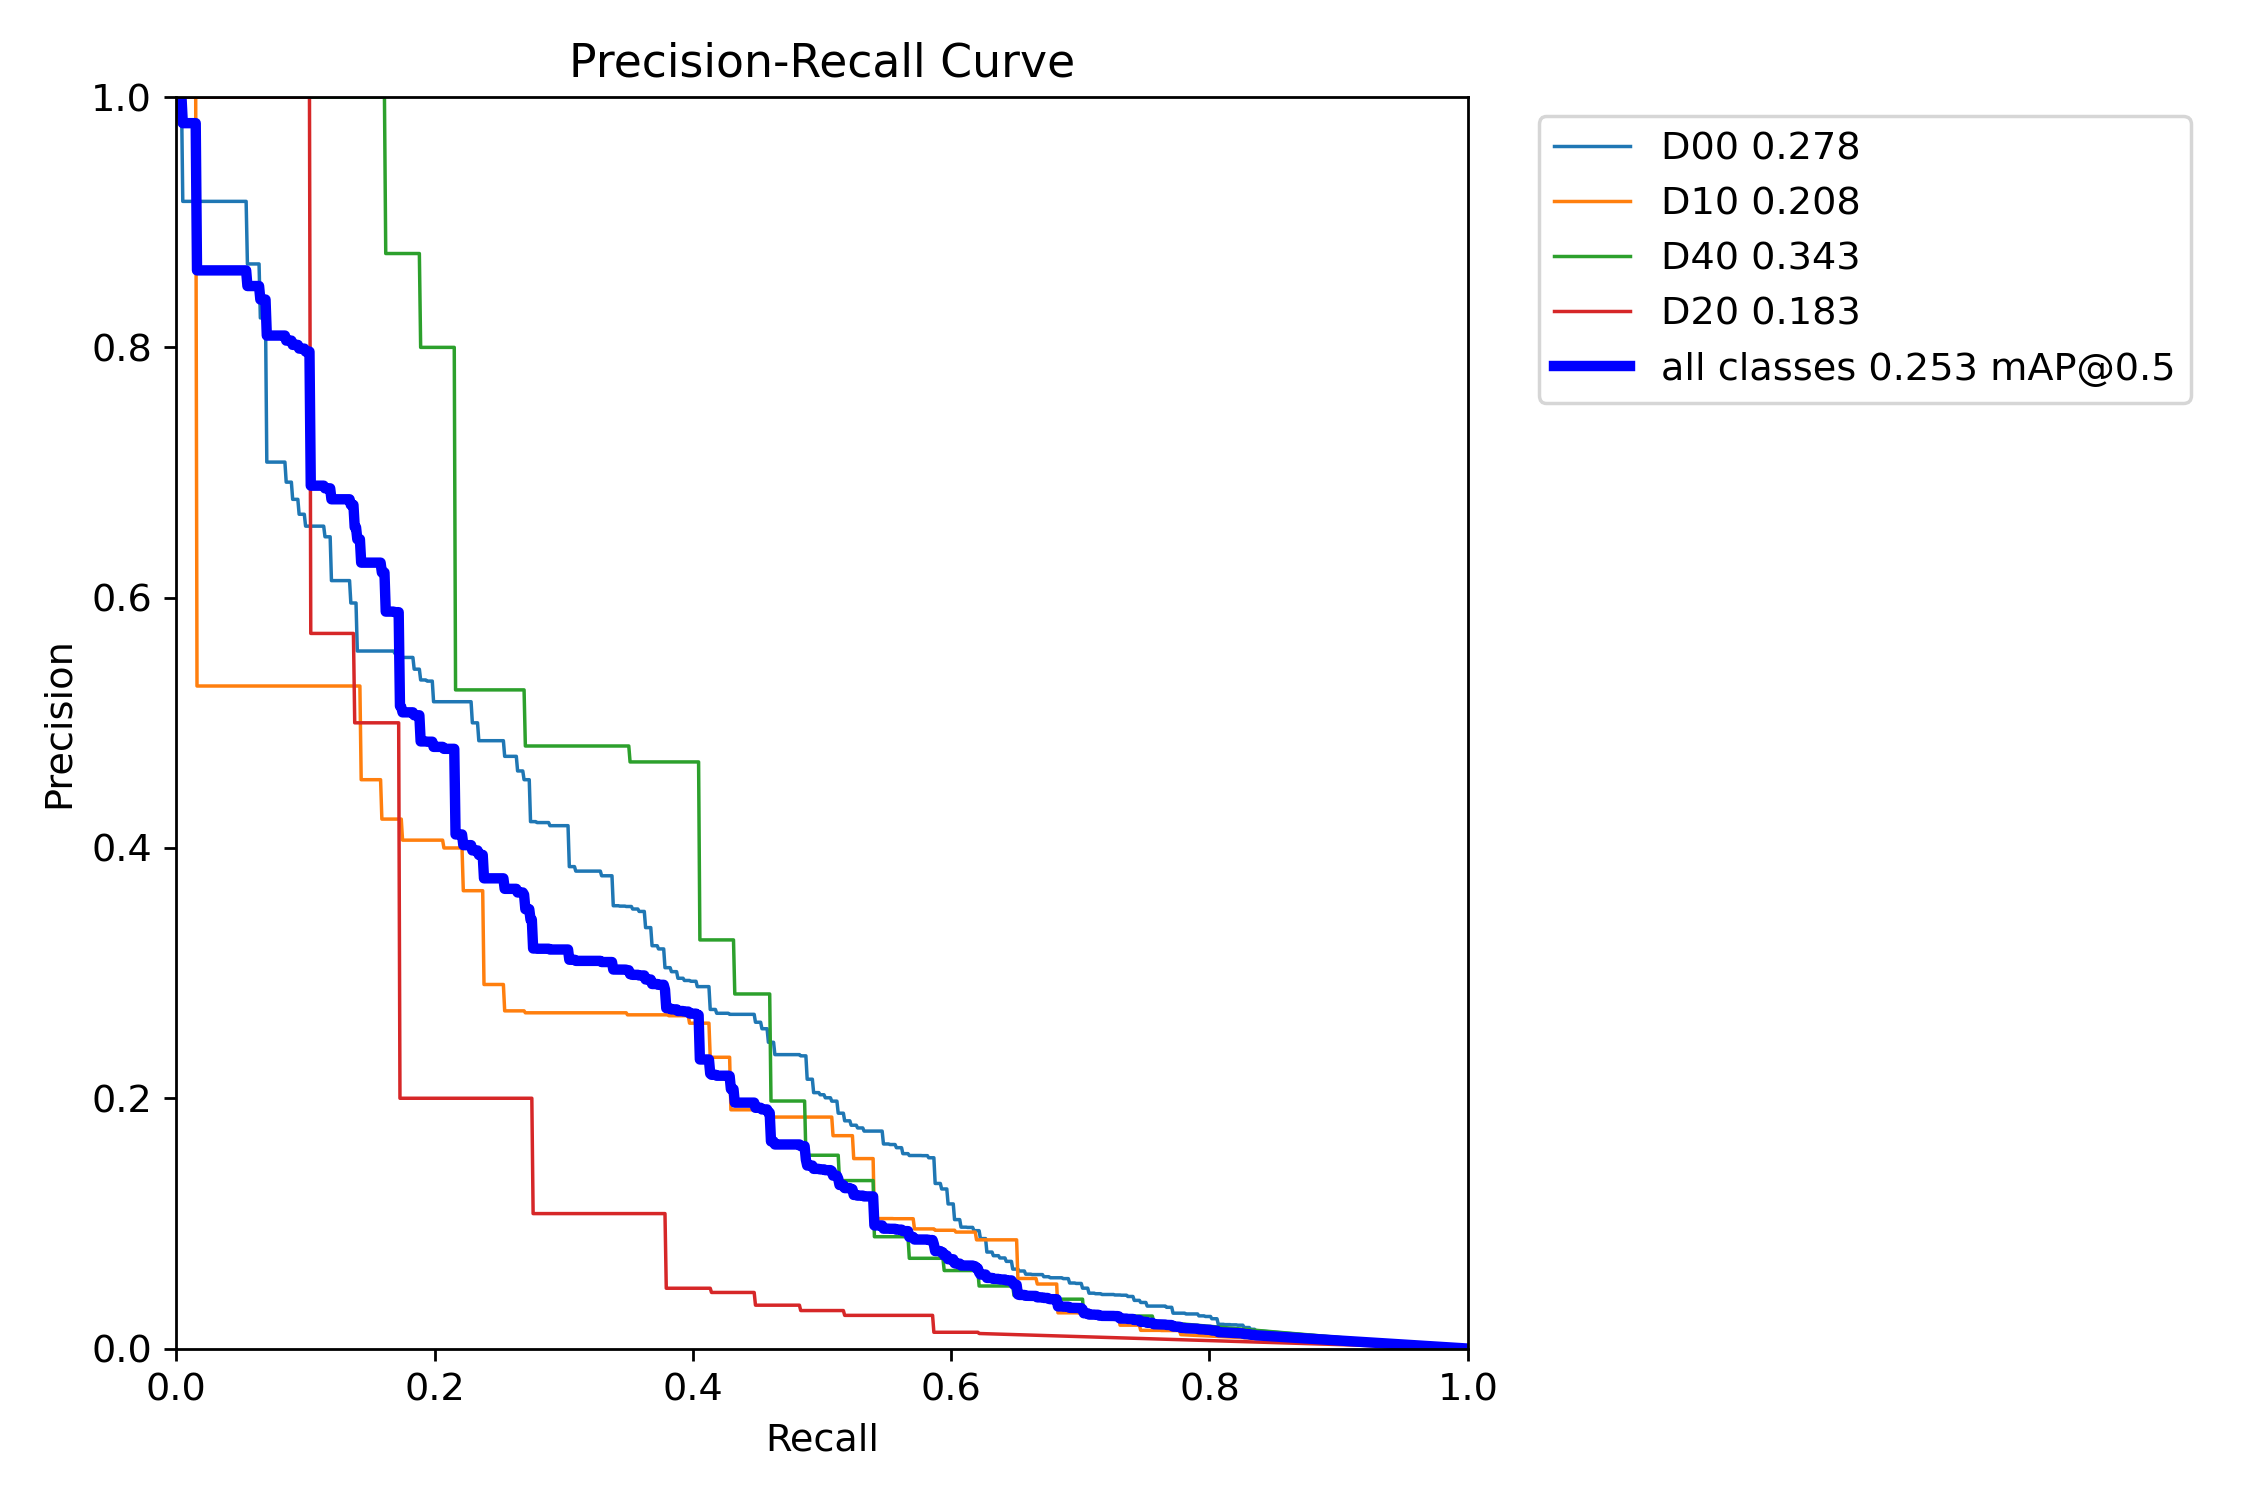 Precision-Recall Curve
1.0
0.8
0.6
0.4
0.2
0.0
Precision
0.0 0.2 0.4 0.6 0.8 1.0
Recall
D00 0.278
D10 0.208
D40 0.343
D20 0.183
all classes 0.253 mAP@0.5